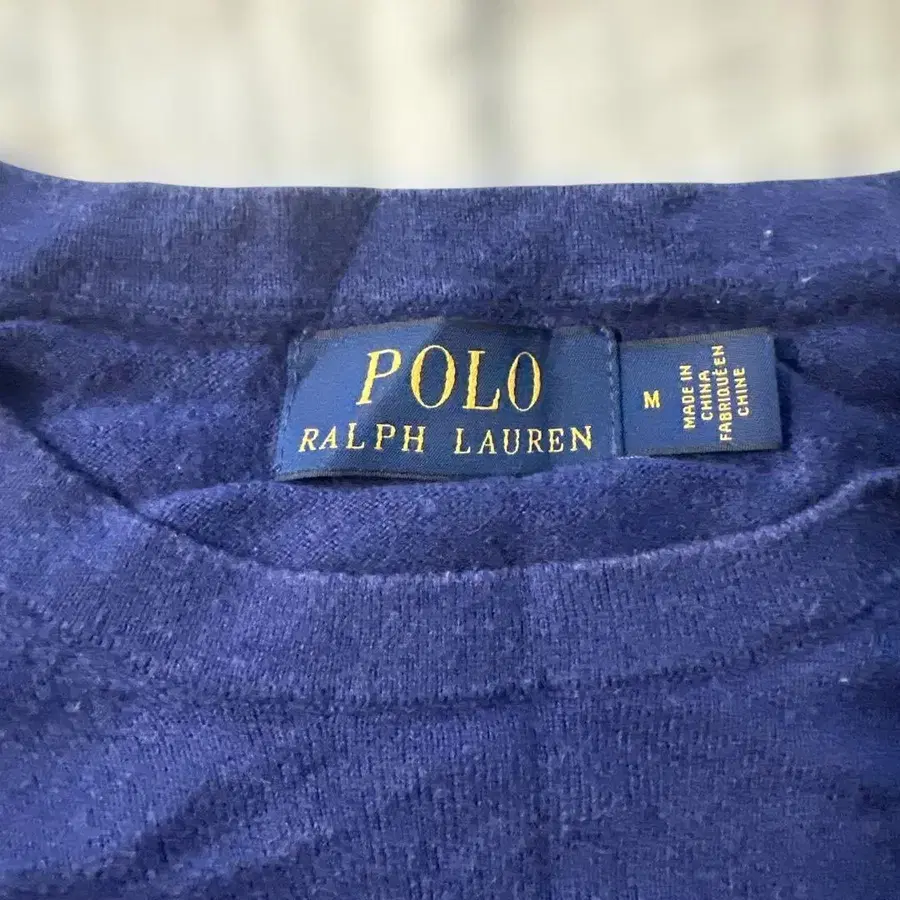 POLO
RALPH LAUREN
M
MADE IN
CHINA
FABRIQUÉ EN
CHINE